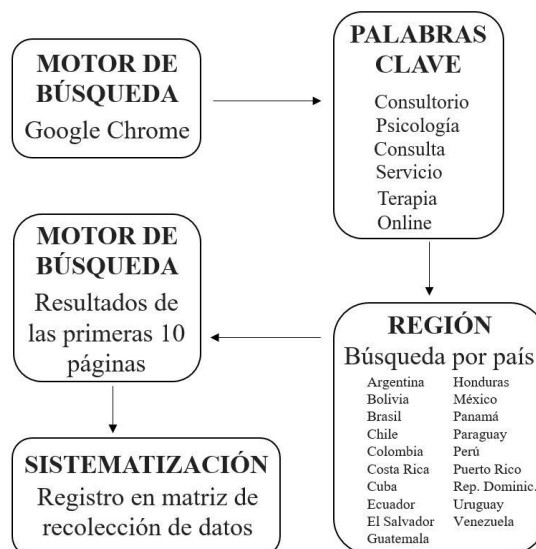 MOTOR DE
BÚSQUEDA
Google Chrome
PALABRAS
CLAVE
Consultorio
Psicología
Consulta
Servicio
Terapia
Online
REGIÓN
Búsqueda por país
Argentina Honduras
Bolivia México
Brasil Panamá
Chile Paraguay
Colombia Perú
Costa Rica Puerto Rico
Cuba Rep. Dominic.
Ecuador Uruguay
El Salvador Venezuela
Guatemala
MOTOR DE
BÚSQUEDA
Resultados de
las primeras 10
páginas
SISTEMATIZACIÓN
Registro en matriz de
recolección de datos